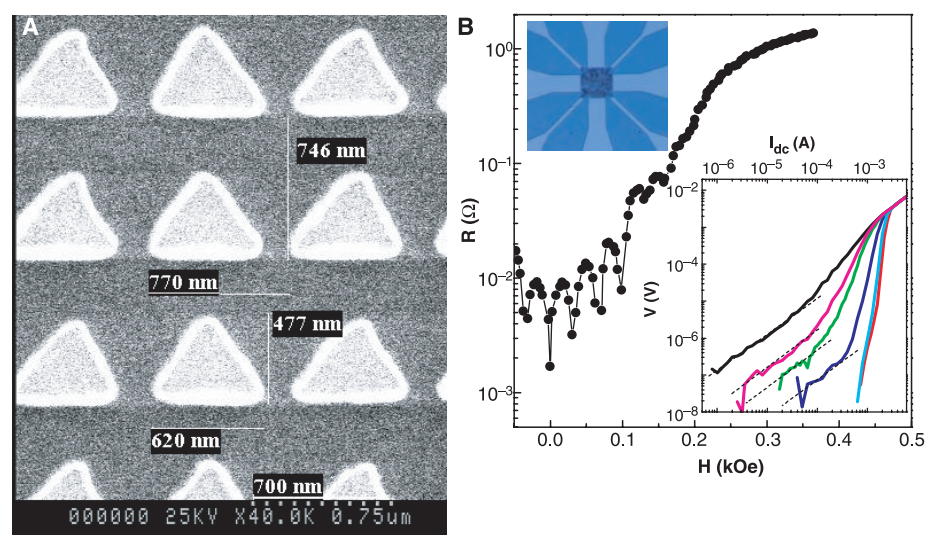 A
746 nm
770 nm
477 nm
620 nm
700 nm
000000 25KV X40.0K 0.75um
B
R (Ω)
10⁰
10⁻¹
10⁻²
10⁻³
0.0 0.1 0.2 0.3 0.4 0.5
H (kOe)
I_dc (A)
10⁻⁶ 10⁻⁵ 10⁻⁴ 10⁻³
V (V)
10⁻²
10⁻⁴
10⁻⁶
10⁻⁸